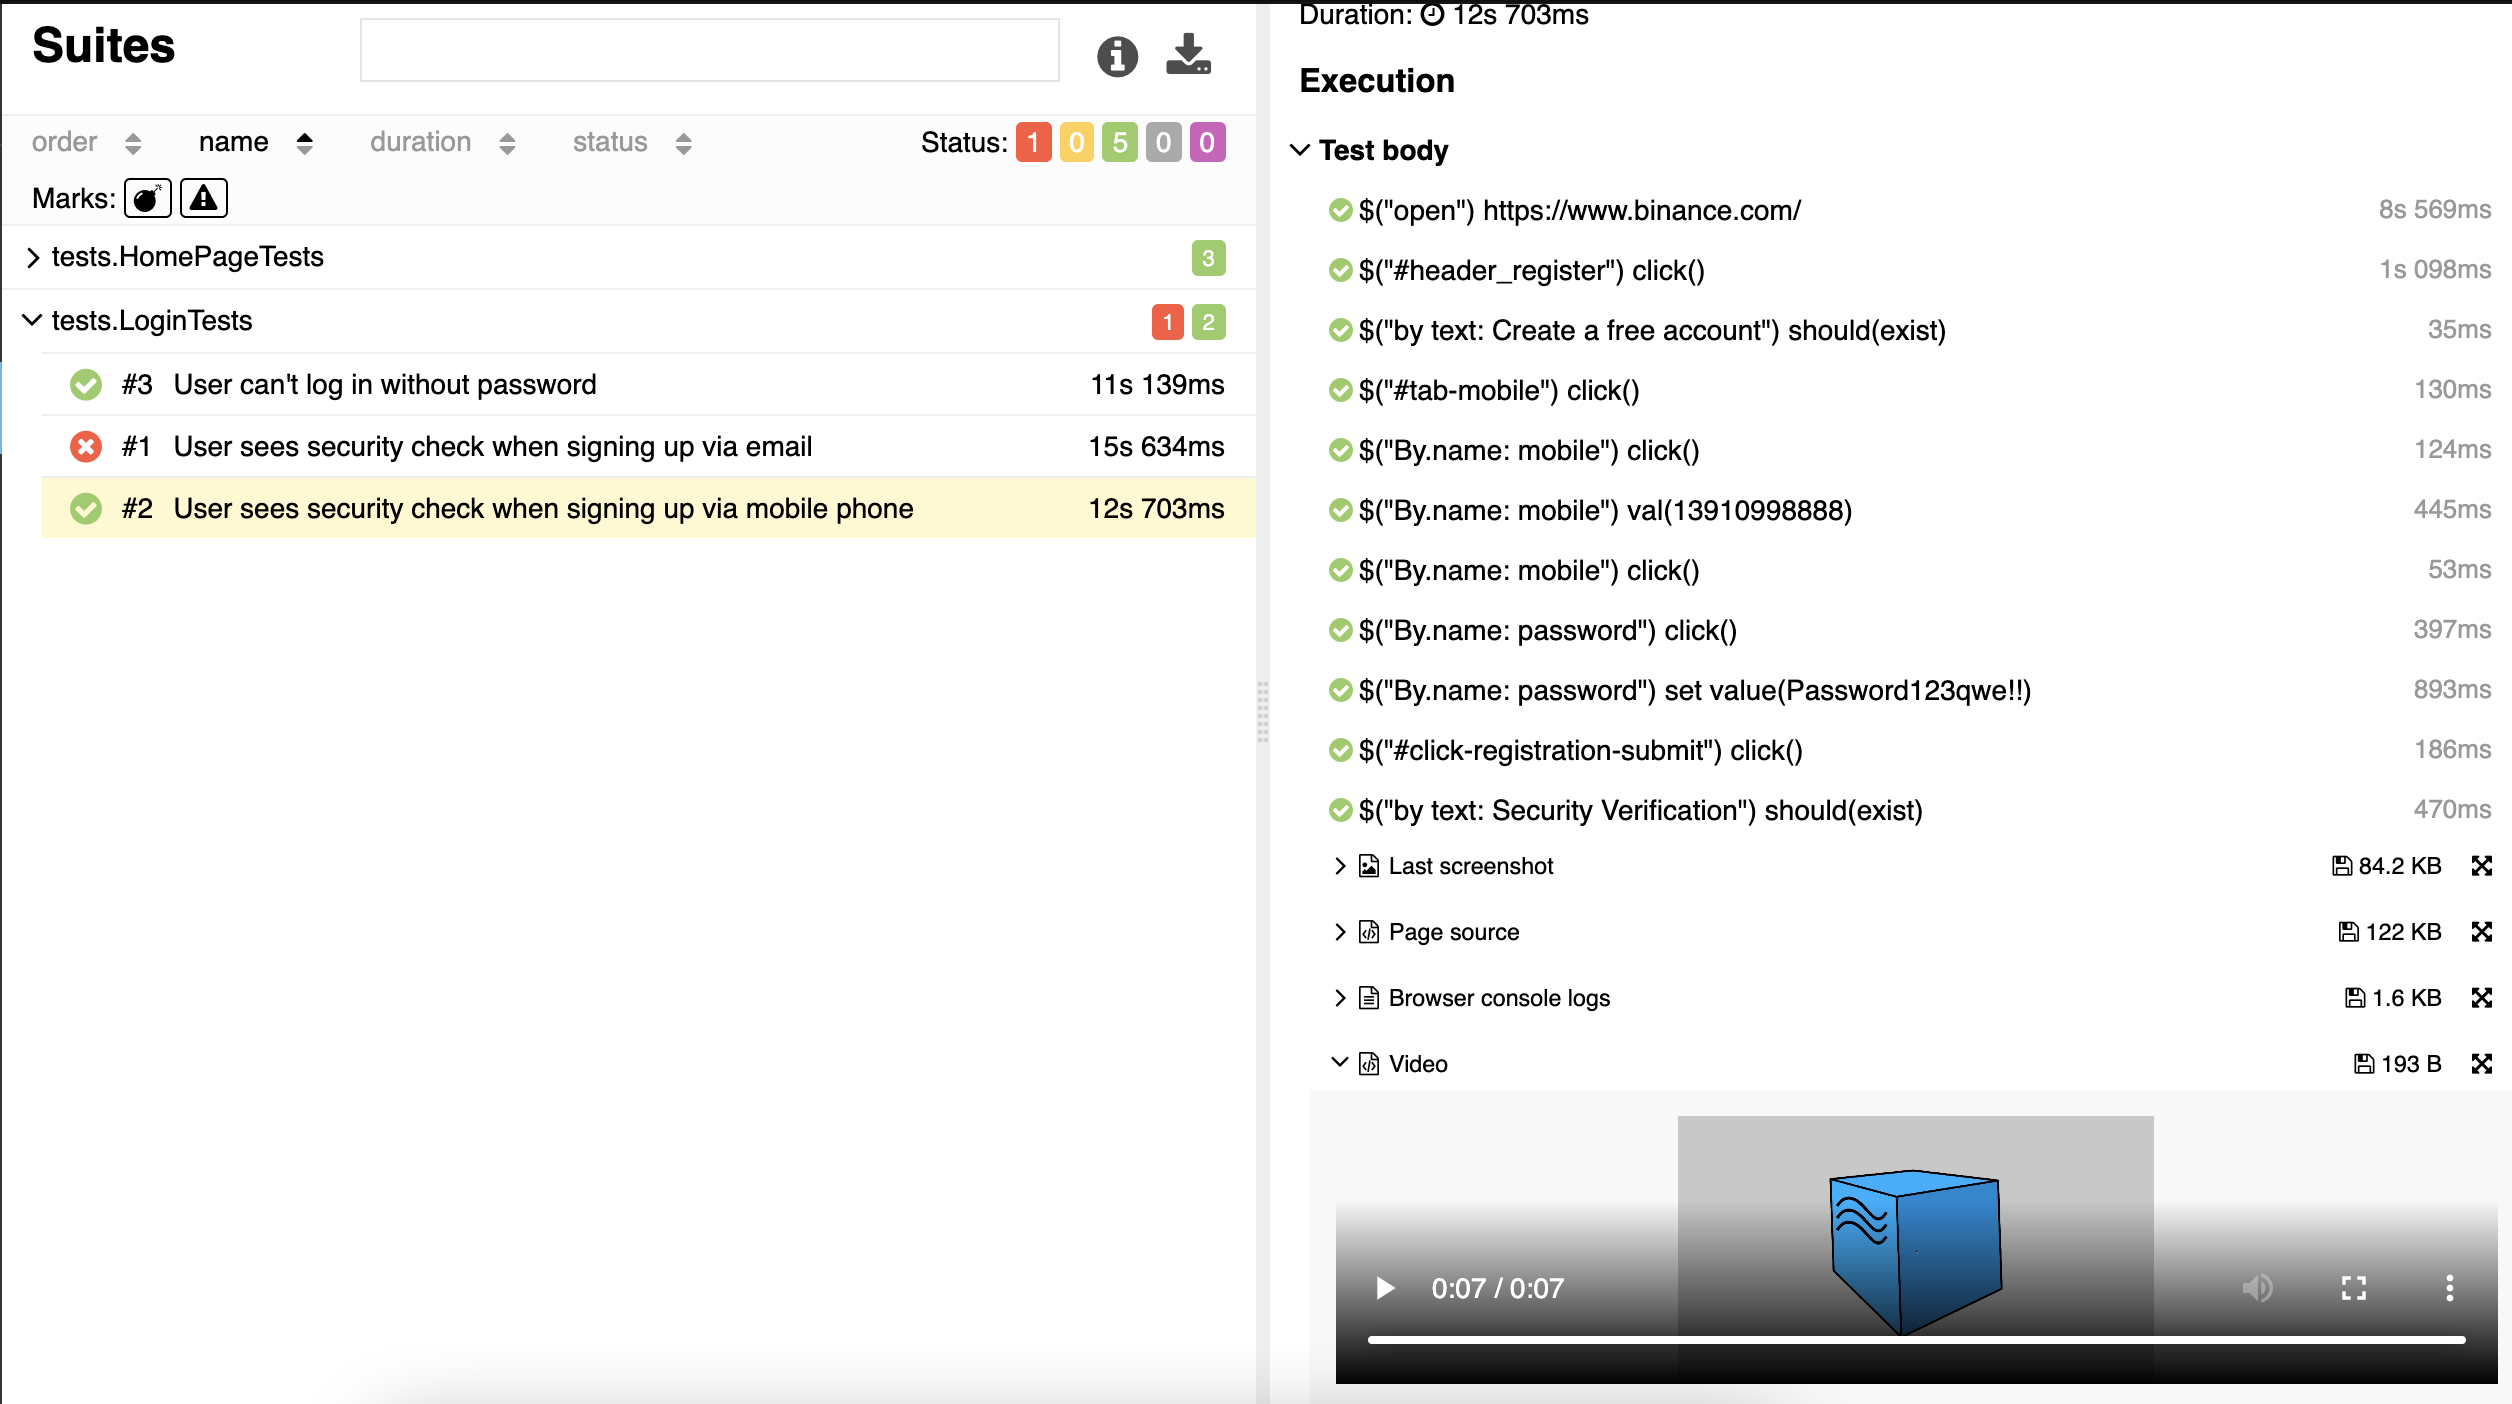 Suites
order name duration status Status: 1 0 5 0 0
Marks:
tests.HomePageTests 3
tests.LoginTests 1 2
#3 User can't log in without password 11s 139ms
#1 User sees security check when signing up via email 15s 634ms
#2 User sees security check when signing up via mobile phone 12s 703ms
Duration: 12s 703ms
Execution
Test body
$("open") https://www.binance.com/ 8s 569ms
$("#header_register") click() 1s 098ms
$("by text: Create a free account") should(exist) 35ms
$("#tab-mobile") click() 130ms
$("By.name: mobile") click() 124ms
$("By.name: mobile") val(13910998888) 445ms
$("By.name: mobile") click() 53ms
$("By.name: password") click() 397ms
$("By.name: password") set value(Password123qwe!!) 893ms
$("#click-registration-submit") click() 186ms
$("by text: Security Verification") should(exist) 470ms
Last screenshot 84.2 KB
Page source 122 KB
Browser console logs 1.6 KB
Video 193 B
0:07 / 0:07